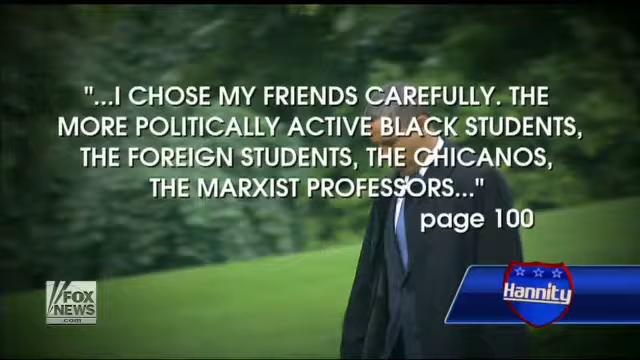 "...I CHOSE MY FRIENDS CAREFULLY. THE
MORE POLITICALLY ACTIVE BLACK STUDENTS,
THE FOREIGN STUDENTS, THE CHICANOS,
THE MARXIST PROFESSORS..."
page 100
Hannity
FOX
NEWS
.com